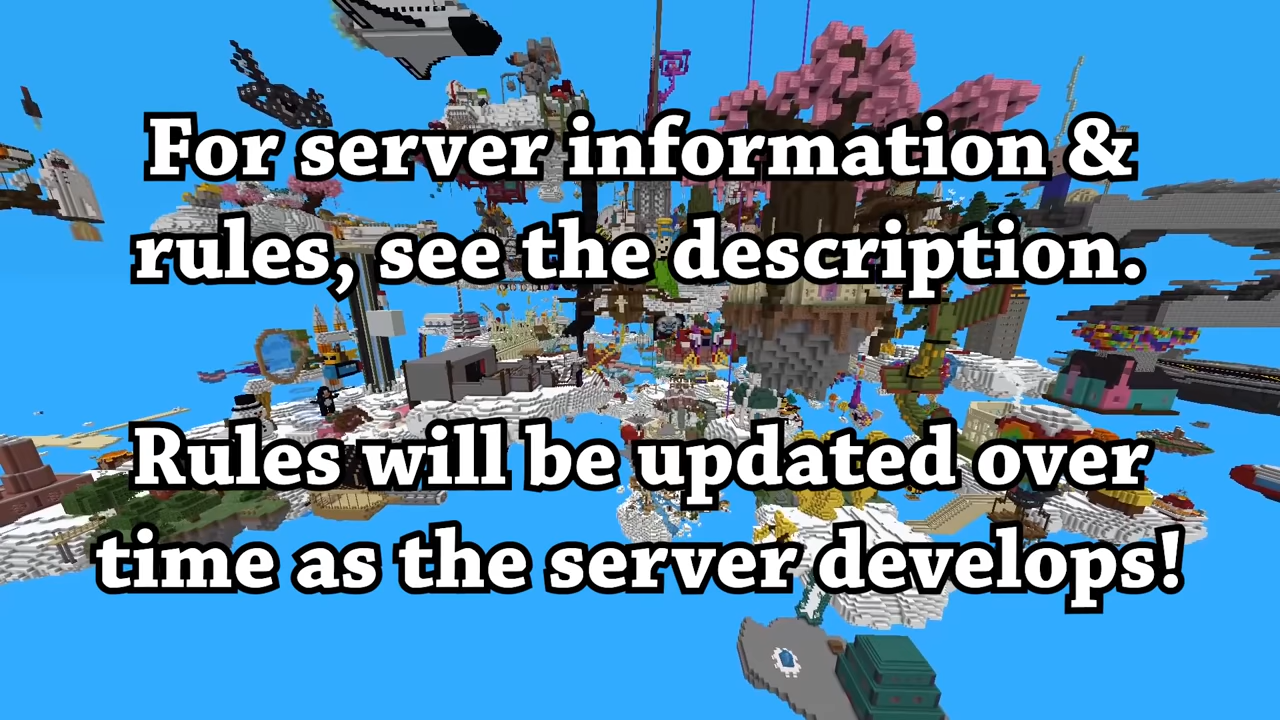 For server information &
rules, see the description.
Rules will be updated over
time as the server develops!